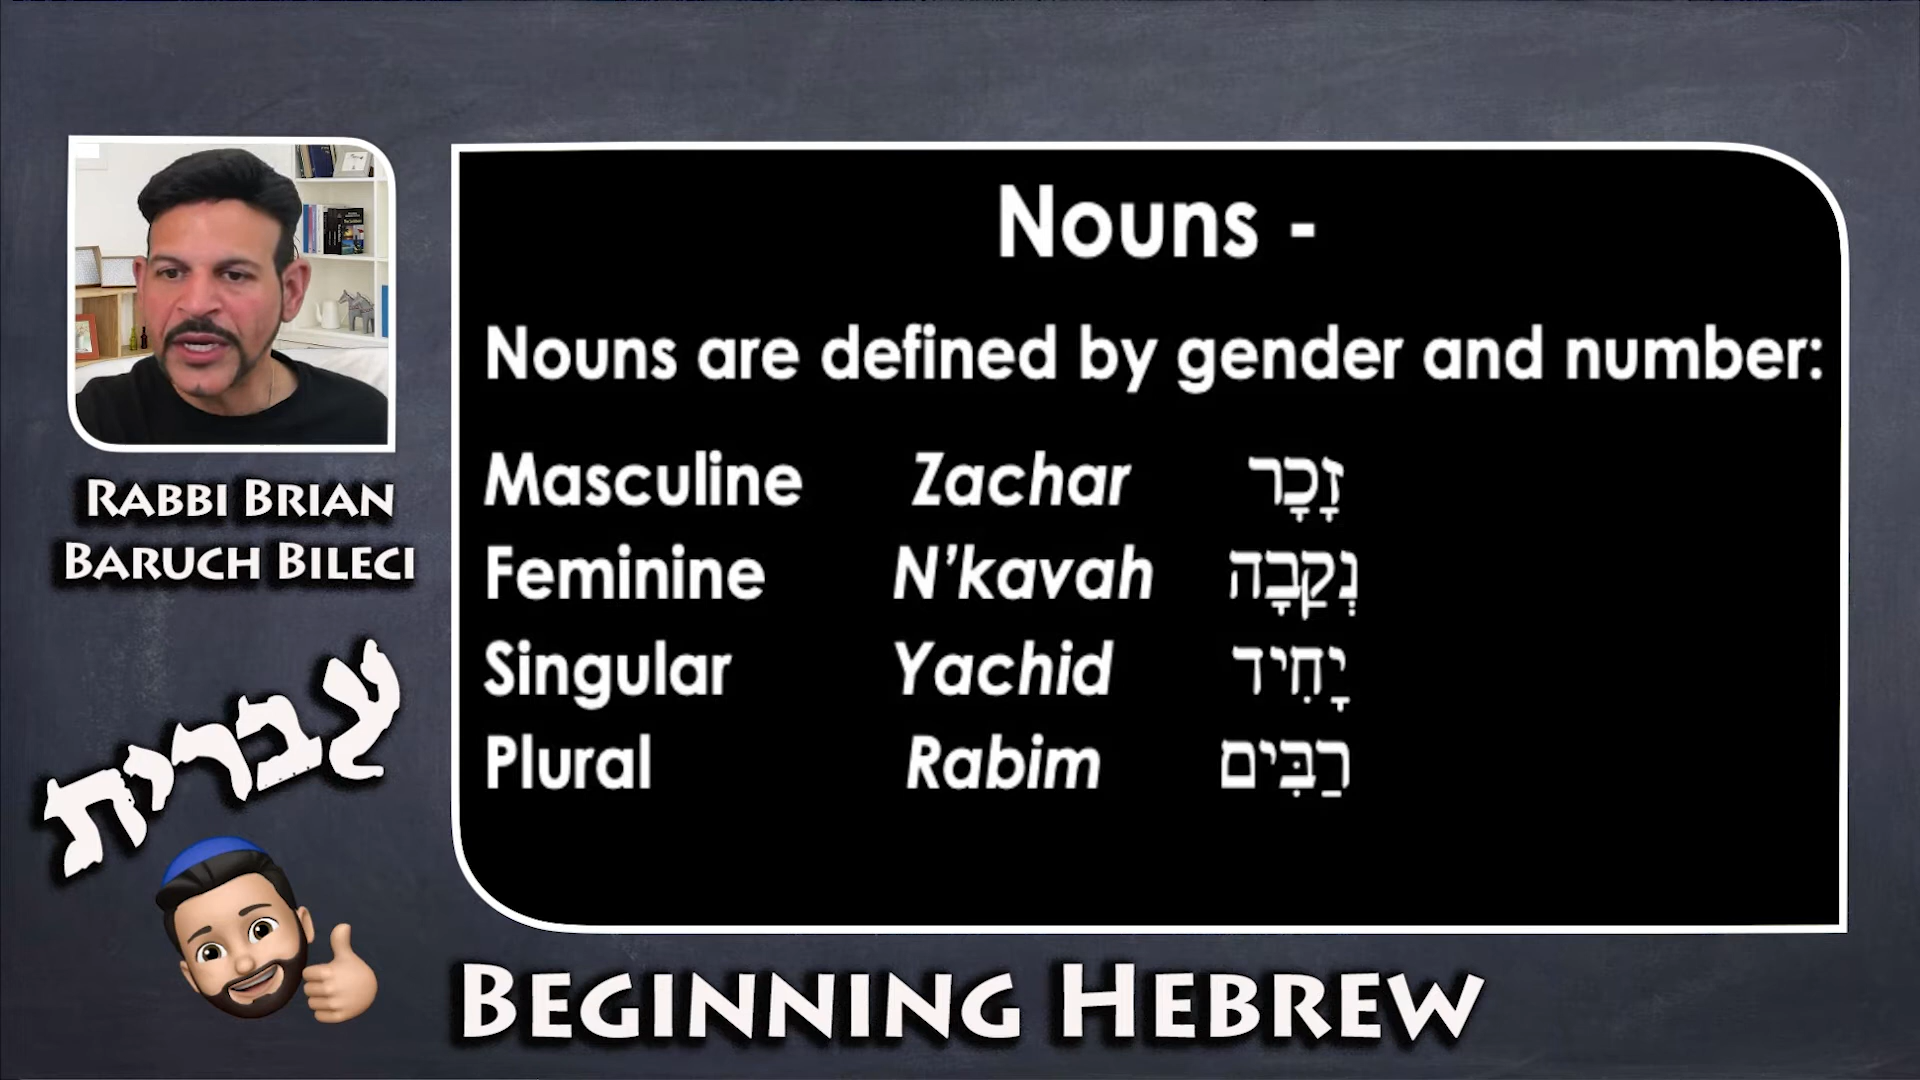 Nouns -
Nouns are defined by gender and number:
Masculine Zachar זָכָר
Feminine N’kavah נְקַבָה
Singular Yachid יָחִיד
Plural Rabim רַבִּים
Rabbi Brian
Baruch Bileci
עִבְרִית
Beginning Hebrew